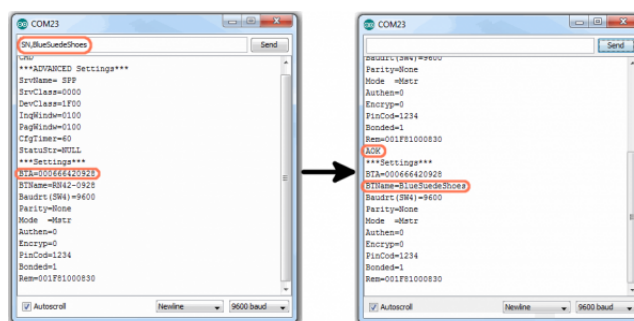 COM23
SN,BlueSuedeShoes
Send
CMD
***ADVANCED Settings***
SrvName= SPP
SrvClass=0000
DevClass=1F00
InqWindw=0100
PagWindw=0100
CfgTimer=60
StatuStr=NULL
***Settings***
BTA=000666420928
BTName=RN42-0928
Baudrt(SW4)=9600
Parity=None
Mode  =Mstr
Authen=0
Encryp=0
PinCod=1234
Bonded=1
Rem=001F81000830
Autoscroll
Newline
9600 baud
COM23
Send
Baudrt(SW4)=9600
Parity=None
Mode  =Mstr
Authen=0
Encryp=0
PinCod=1234
Bonded=1
Rem=001F81000830
AOK
***Settings***
BTA=000666420928
BTName=BlueSuedeShoes
Baudrt(SW4)=9600
Parity=None
Mode  =Mstr
Authen=0
Encryp=0
PinCod=1234
Bonded=1
Rem=001F81000830
Autoscroll
Newline
9600 baud